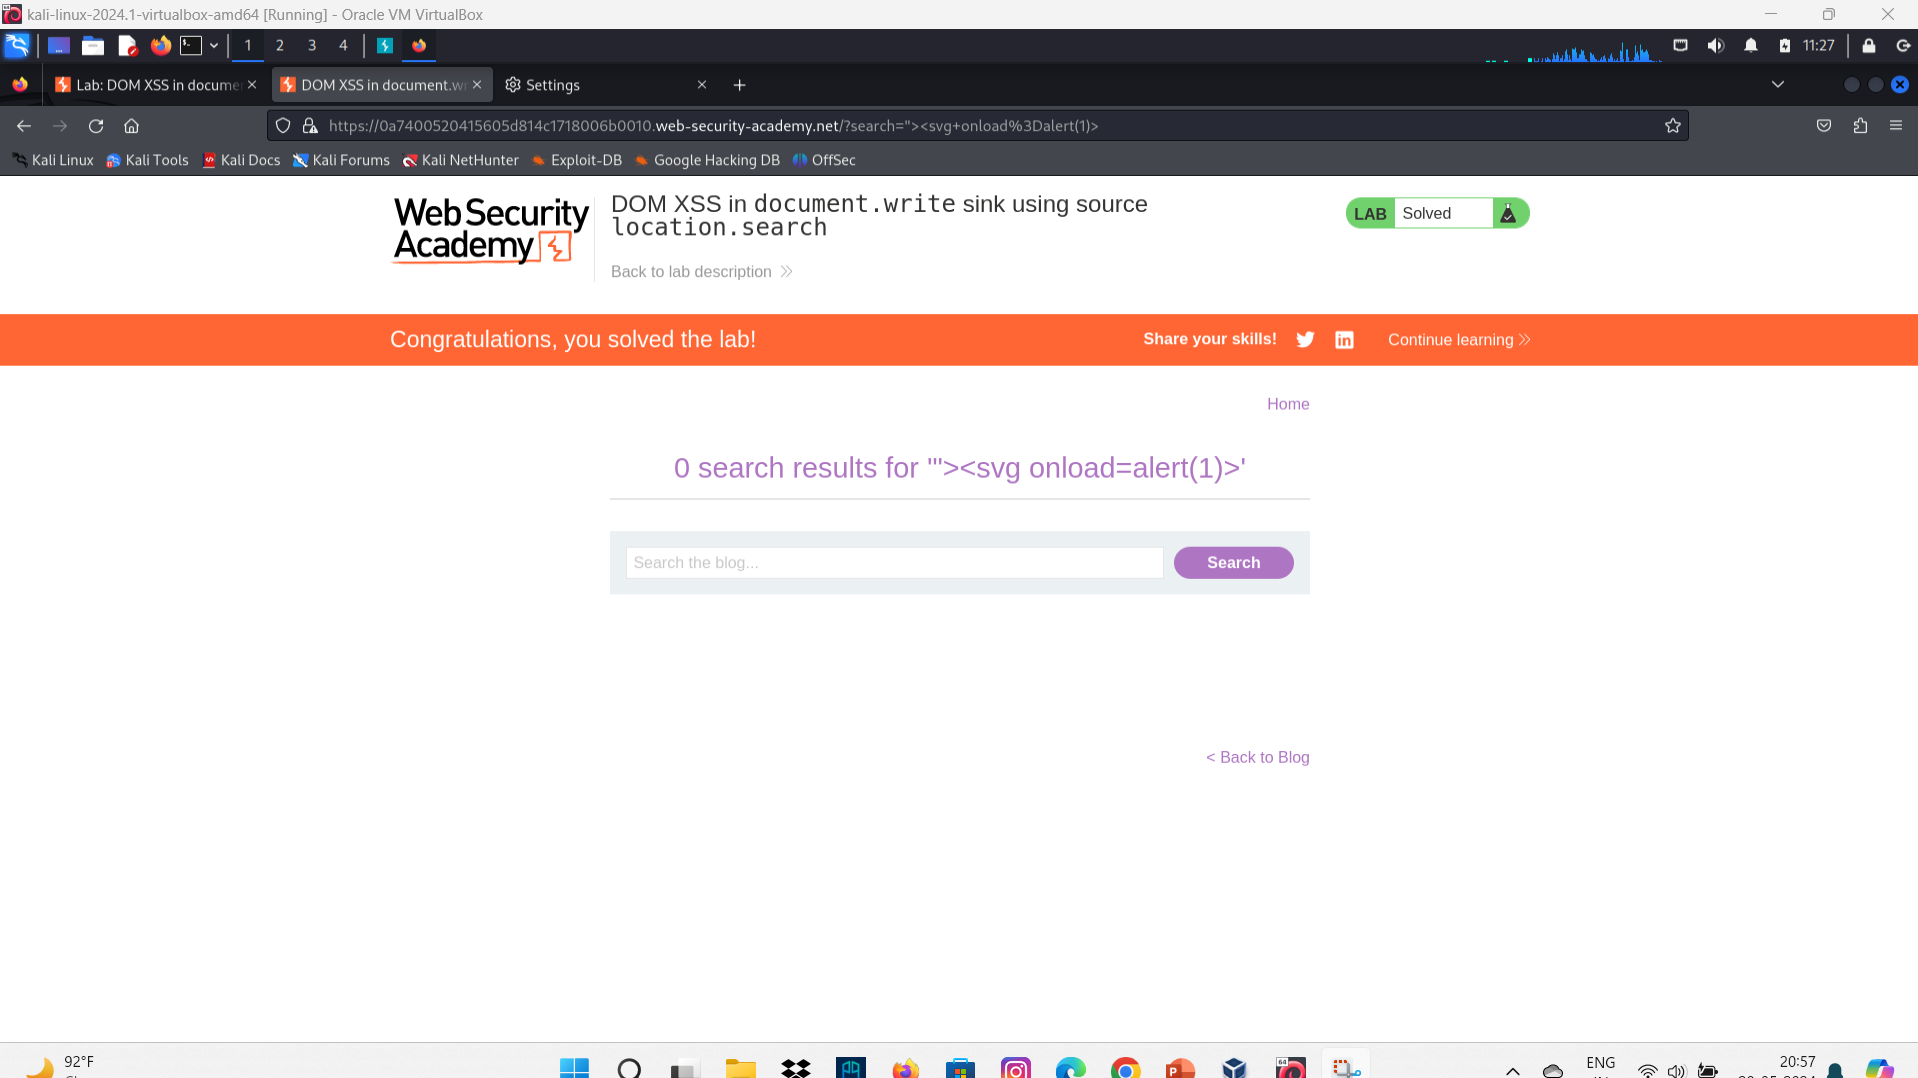 kali-linux-2024.1-virtualbox-amd64 [Running] - Oracle VM VirtualBox
1 2 3 4 11:27
Lab: DOM XSS in docume
DOM XSS in document.w
Settings
https://0a7400520415605d814c1718006b0010.web-security-academy.net/?search="><svg+onload%3Dalert(1)>
Kali Linux Kali Tools Kali Docs Kali Forums Kali NetHunter Exploit-DB Google Hacking DB OffSec
Web Security
Academy
DOM XSS in document.write sink using source
location.search
LAB Solved
Back to lab description
Congratulations, you solved the lab!
Share your skills!
Continue learning
Home
0 search results for '"><svg onload=alert(1)>'
Search the blog...
Search
< Back to Blog
92°F
64
ENG
20:57